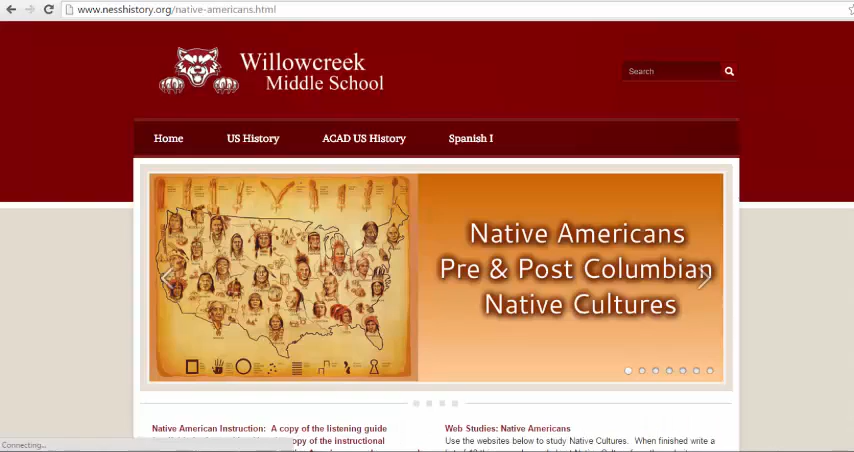 www.nesshistory.org/native-americans.html
Willowcreek
Middle School
Search
Home US History ACAD US History Spanish I
Native Americans
Pre & Post Columbian
Native Cultures
Native American Instruction: A copy of the listening guide
opy of the instructional
Web Studies: Native Americans
Use the websites below to study Native Cultures. When finished write a
Connecting...